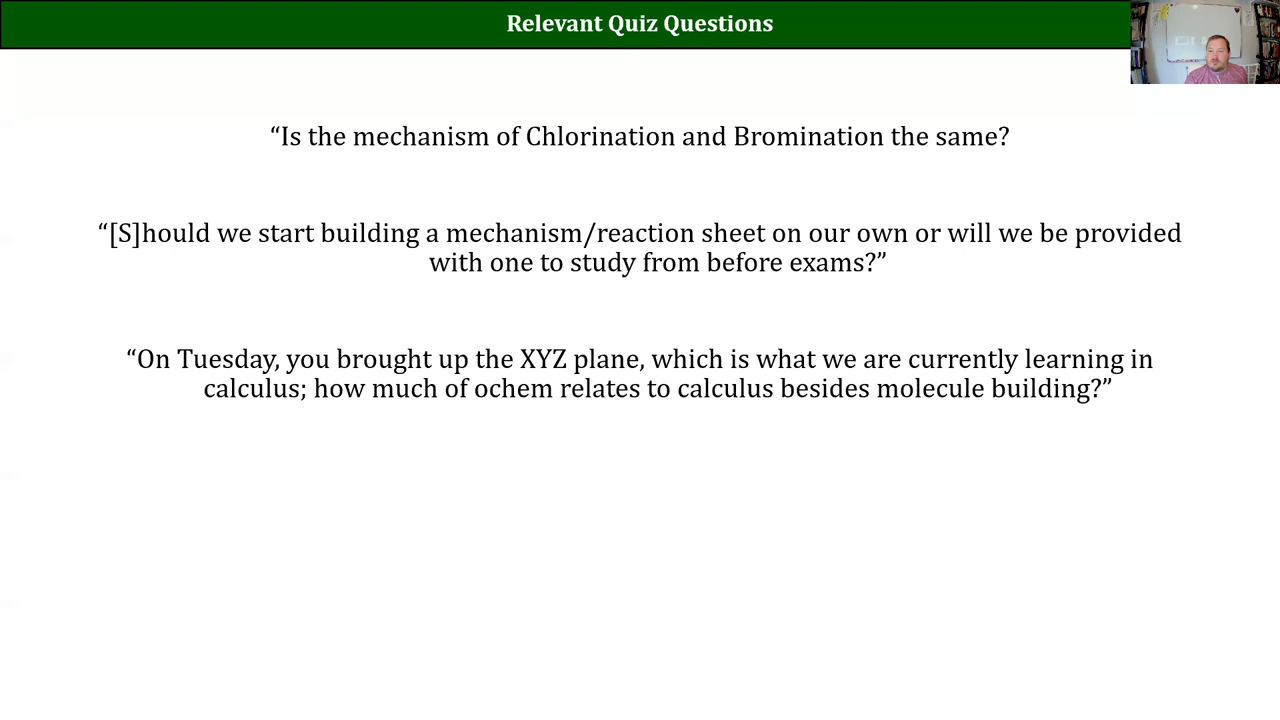 Relevant Quiz Questions
“Is the mechanism of Chlorination and Bromination the same?
“[S]hould we start building a mechanism/reaction sheet on our own or will we be provided
with one to study from before exams?”
“On Tuesday, you brought up the XYZ plane, which is what we are currently learning in
calculus; how much of ochem relates to calculus besides molecule building?”